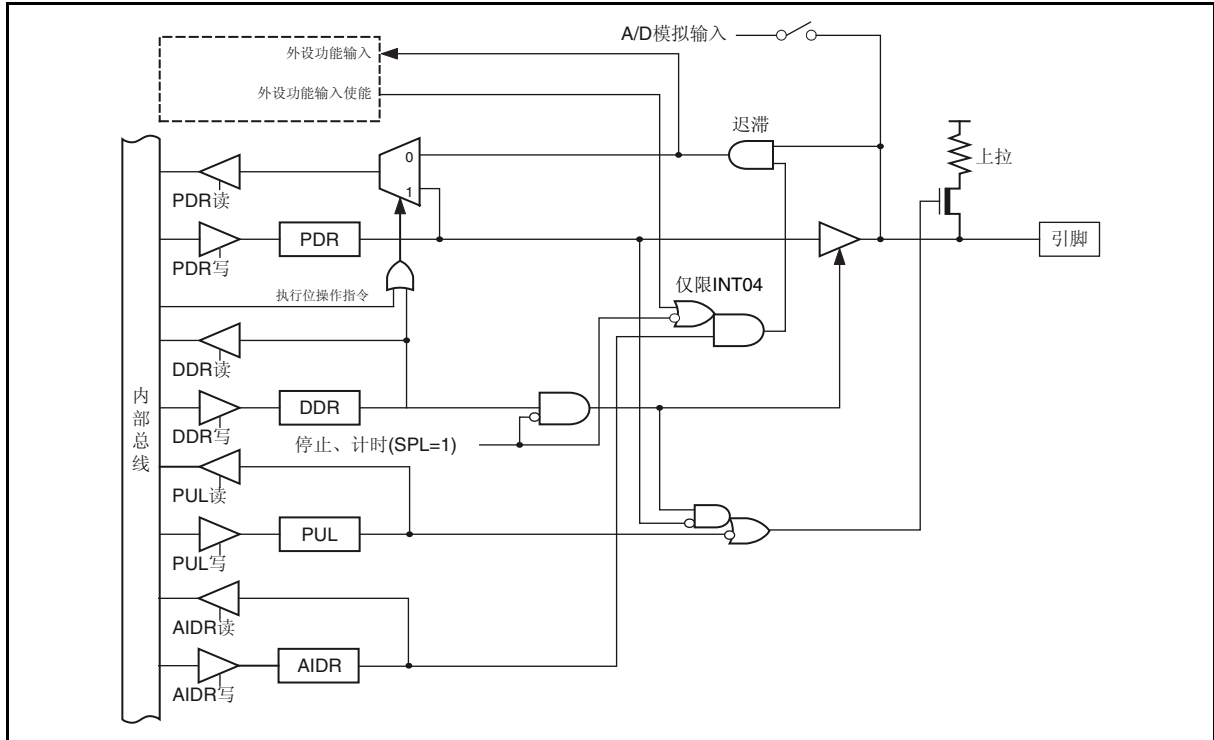 A/D模拟输入
外设功能输入
外设功能输入使能
迟滞
上拉
0
1
PDR读
PDR
引脚
PDR写
仅限INT04
执行位操作指令
DDR读
内部总线
DDR
DDR写
停止、计时(SPL=1)
PUL读
PUL
PUL写
AIDR读
AIDR
AIDR写